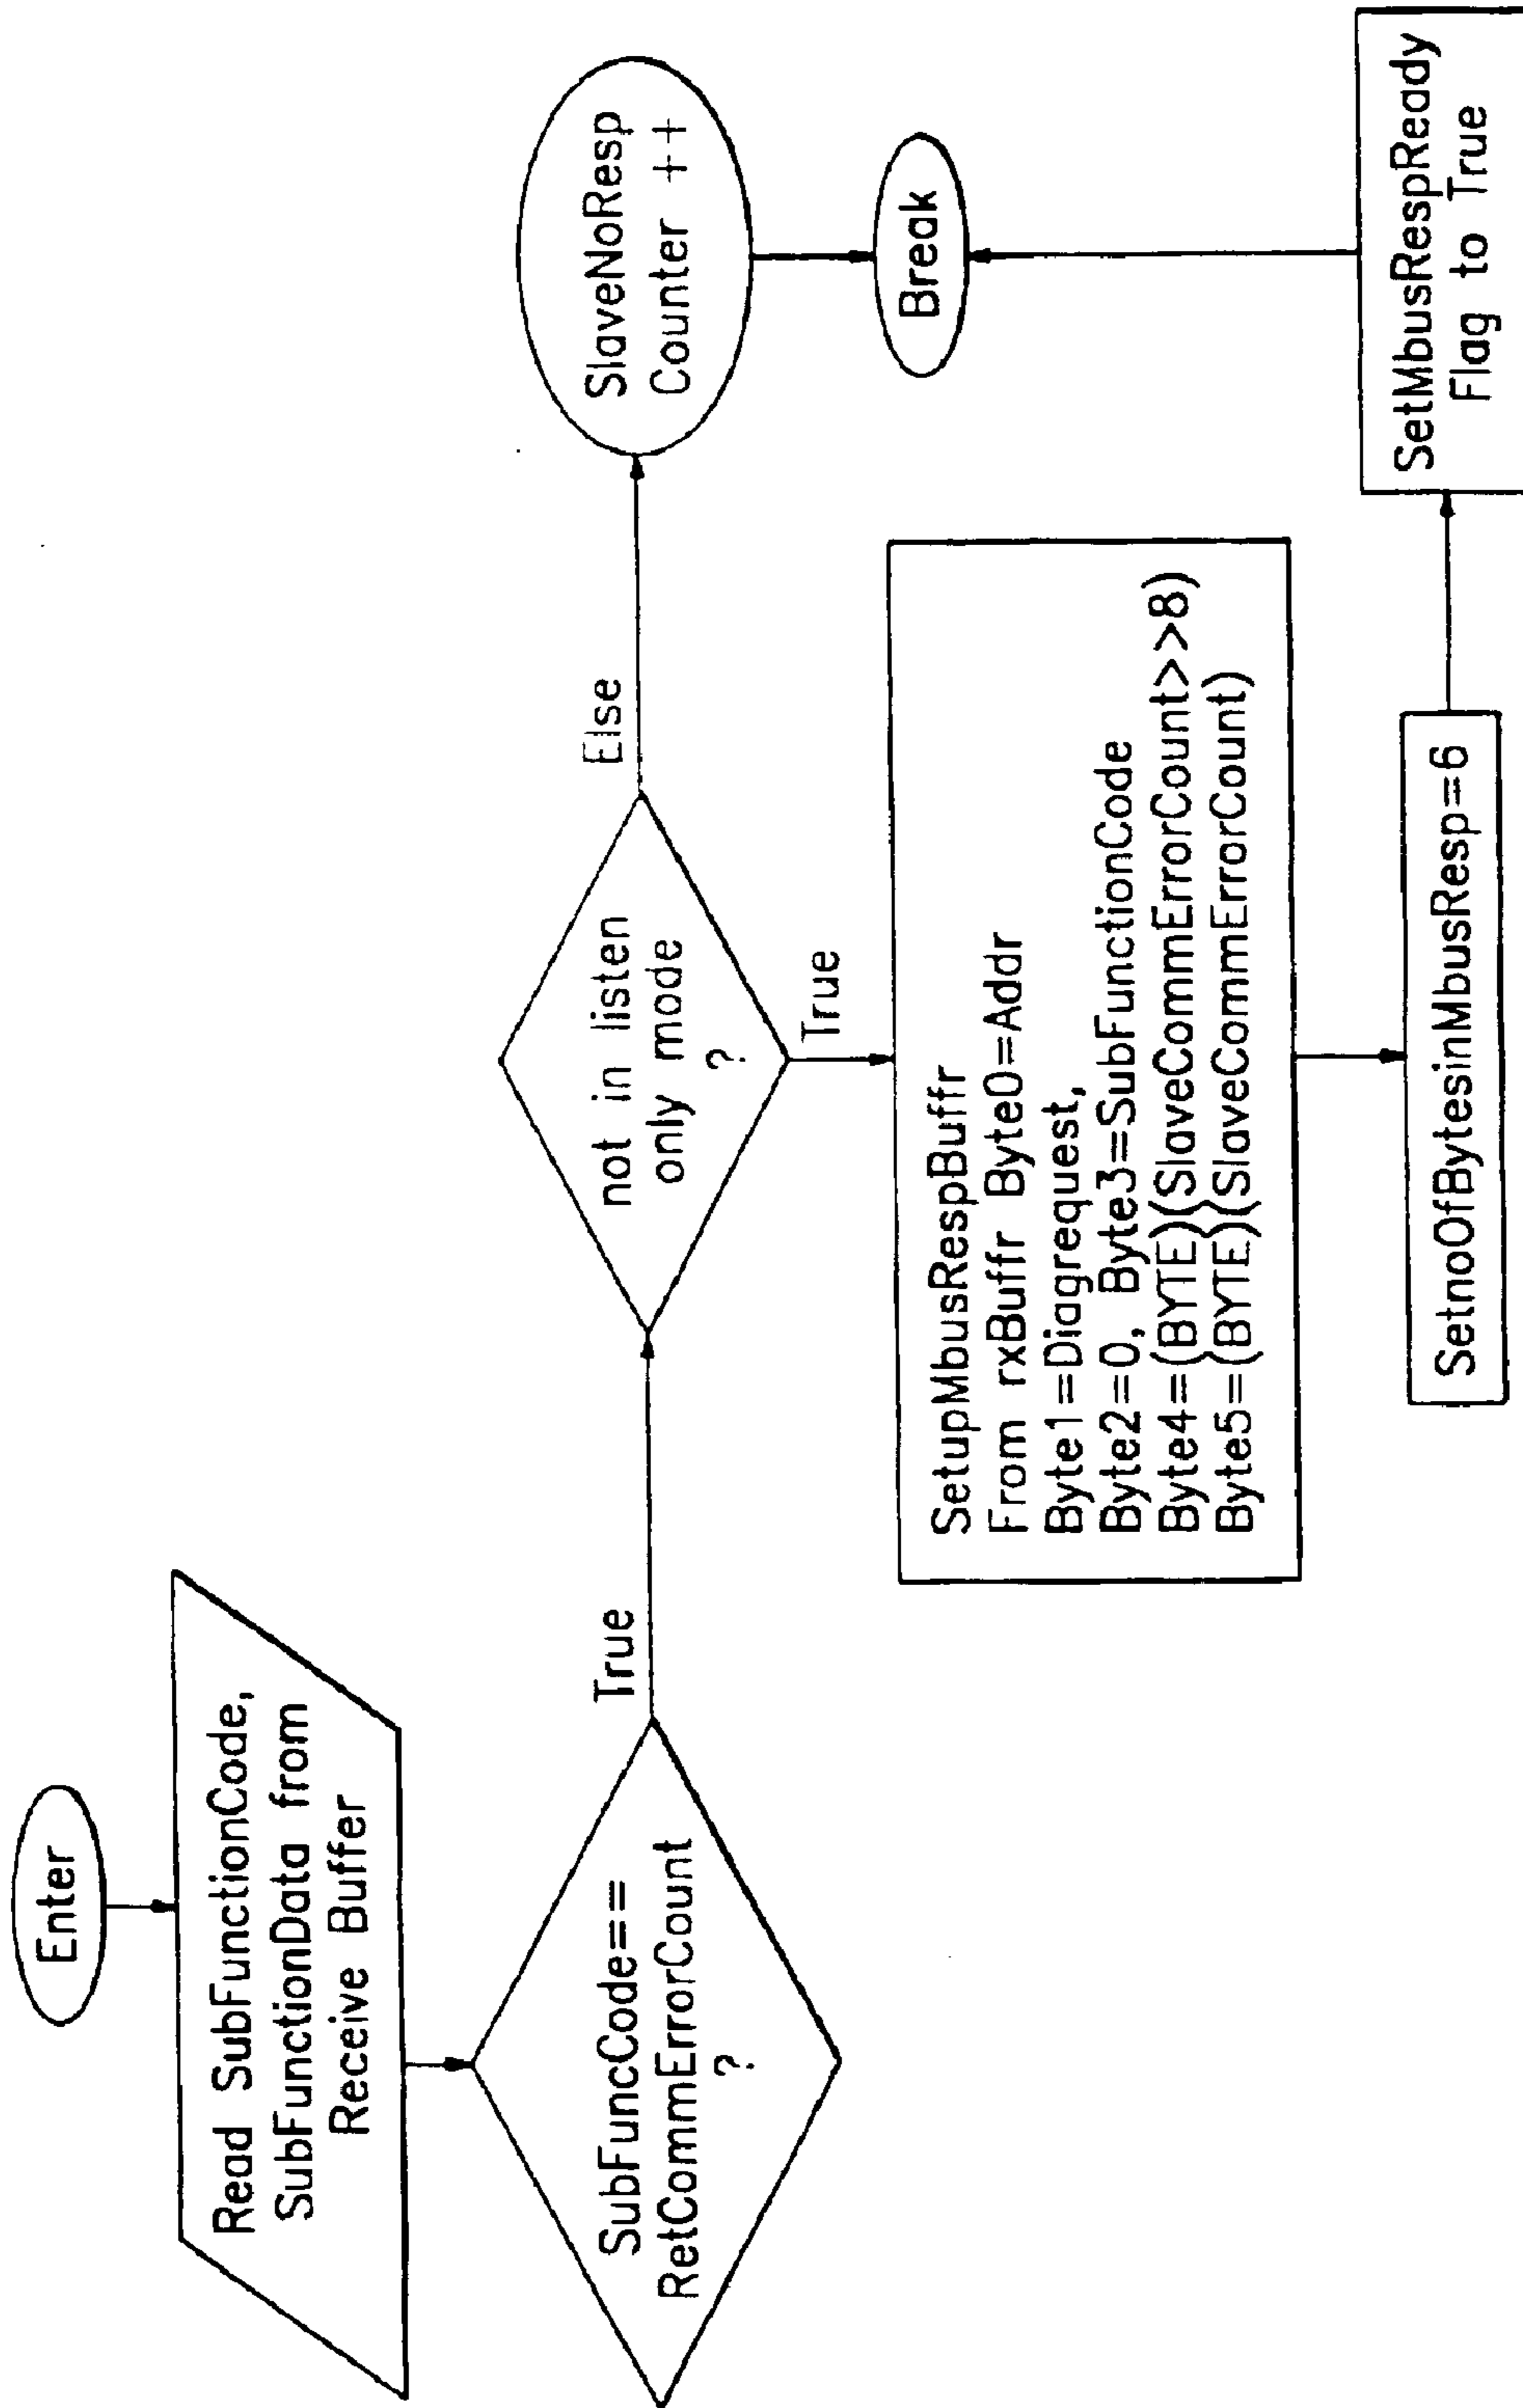 Enter
Read SubFunctionCode,
SubFunctionData from
Receive Buffer
SubFuncCode==
RetCommErrorCount
?
True
not in listen
only mode
?
Else
SlaveNoResp
Counter ++
True
Break
SetupMbusRespBuffr
From rxBuffr Byte0=Addr
Byte1=Diagrequest,
Byte2=0, Byte3=SubFunctionCode
Byte4=(BYTE)(SlaveCommErrorCount>>8)
Byte5=(BYTE)(SlaveCommErrorCount)
SetnoOfBytesinMbusResp=6
SetMbusRespReady
Flag to True